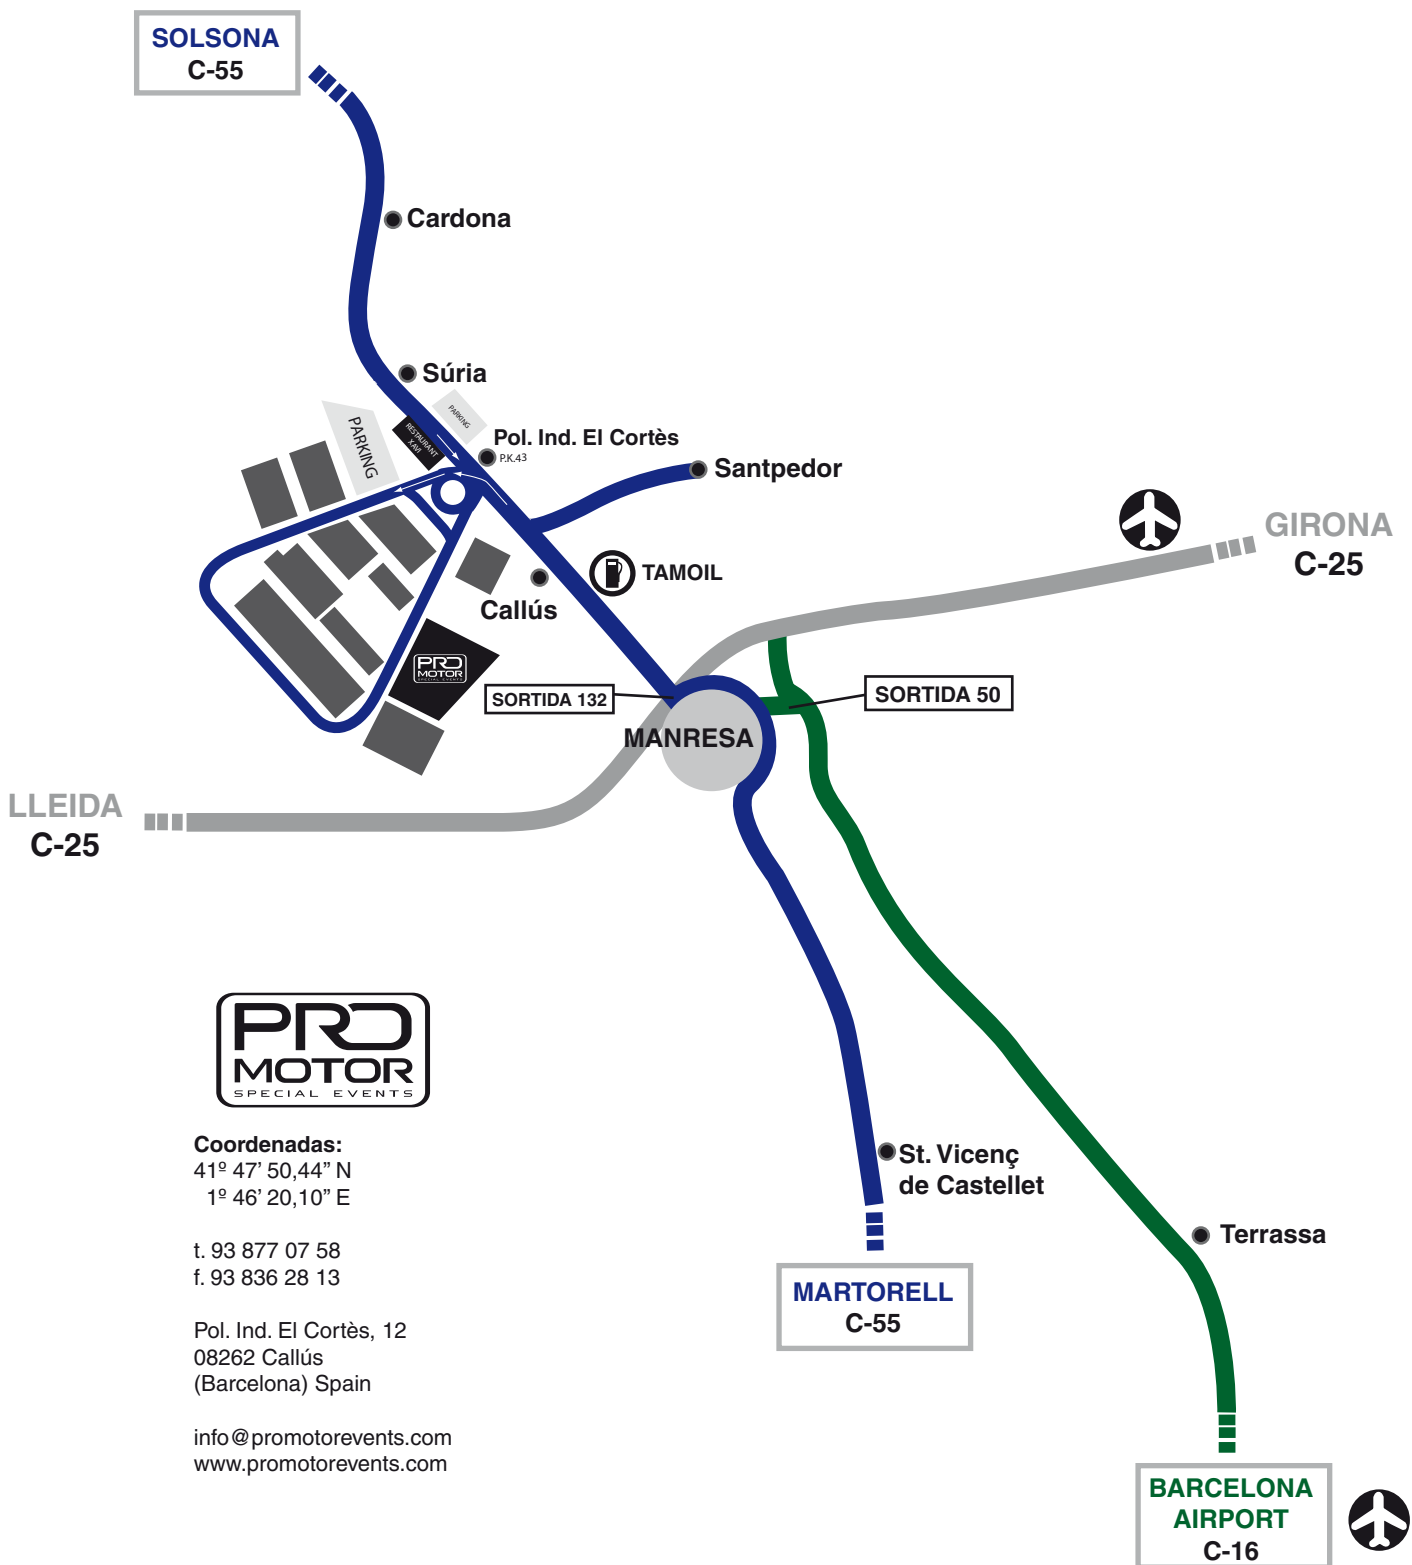 SOLSONA
C-55
Cardona
Súria
PARKING
PARKING
RESTAURANT
XAVI
Pol. Ind. El Cortès
P.K.43
Santpedor
GIRONA
C-25
TAMOIL
Callús
PRO
MOTOR
SPECIAL EVENTS
SORTIDA 132
SORTIDA 50
MANRESA
LLEIDA
C-25
PRO
MOTOR
SPECIAL EVENTS
Coordenadas:
41º 47’ 50,44” N
1º 46’ 20,10” E
t. 93 877 07 58
f. 93 836 28 13
Pol. Ind. El Cortès, 12
08262 Callús
(Barcelona) Spain
info@promotorevents.com
www.promotorevents.com
St. Vicenç
de Castellet
Terrassa
MARTORELL
C-55
BARCELONA
AIRPORT
C-16